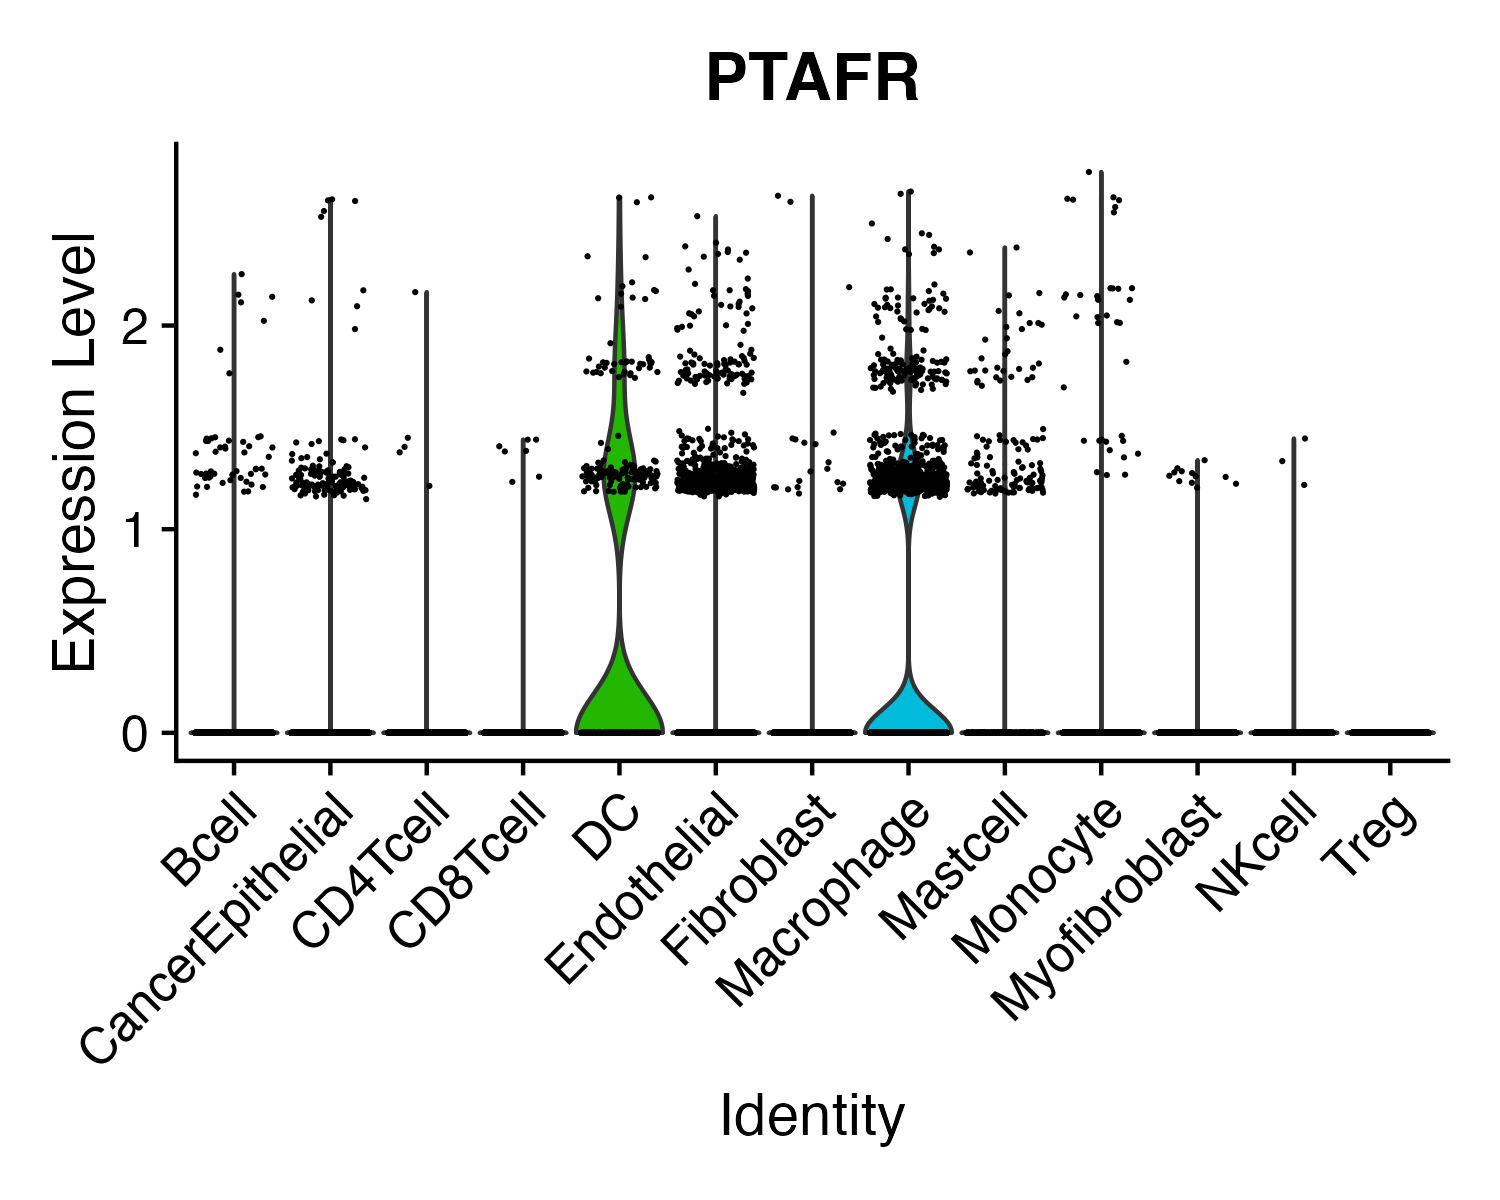 PTAFR
Expression Level
2
1
0
Bcell
CancerEpithelial
CD4Tcell
CD8Tcell
DC
Endothelial
Fibroblast
Macrophage
Mastcell
Monocyte
Myofibroblast
NKcell
Treg
Identity